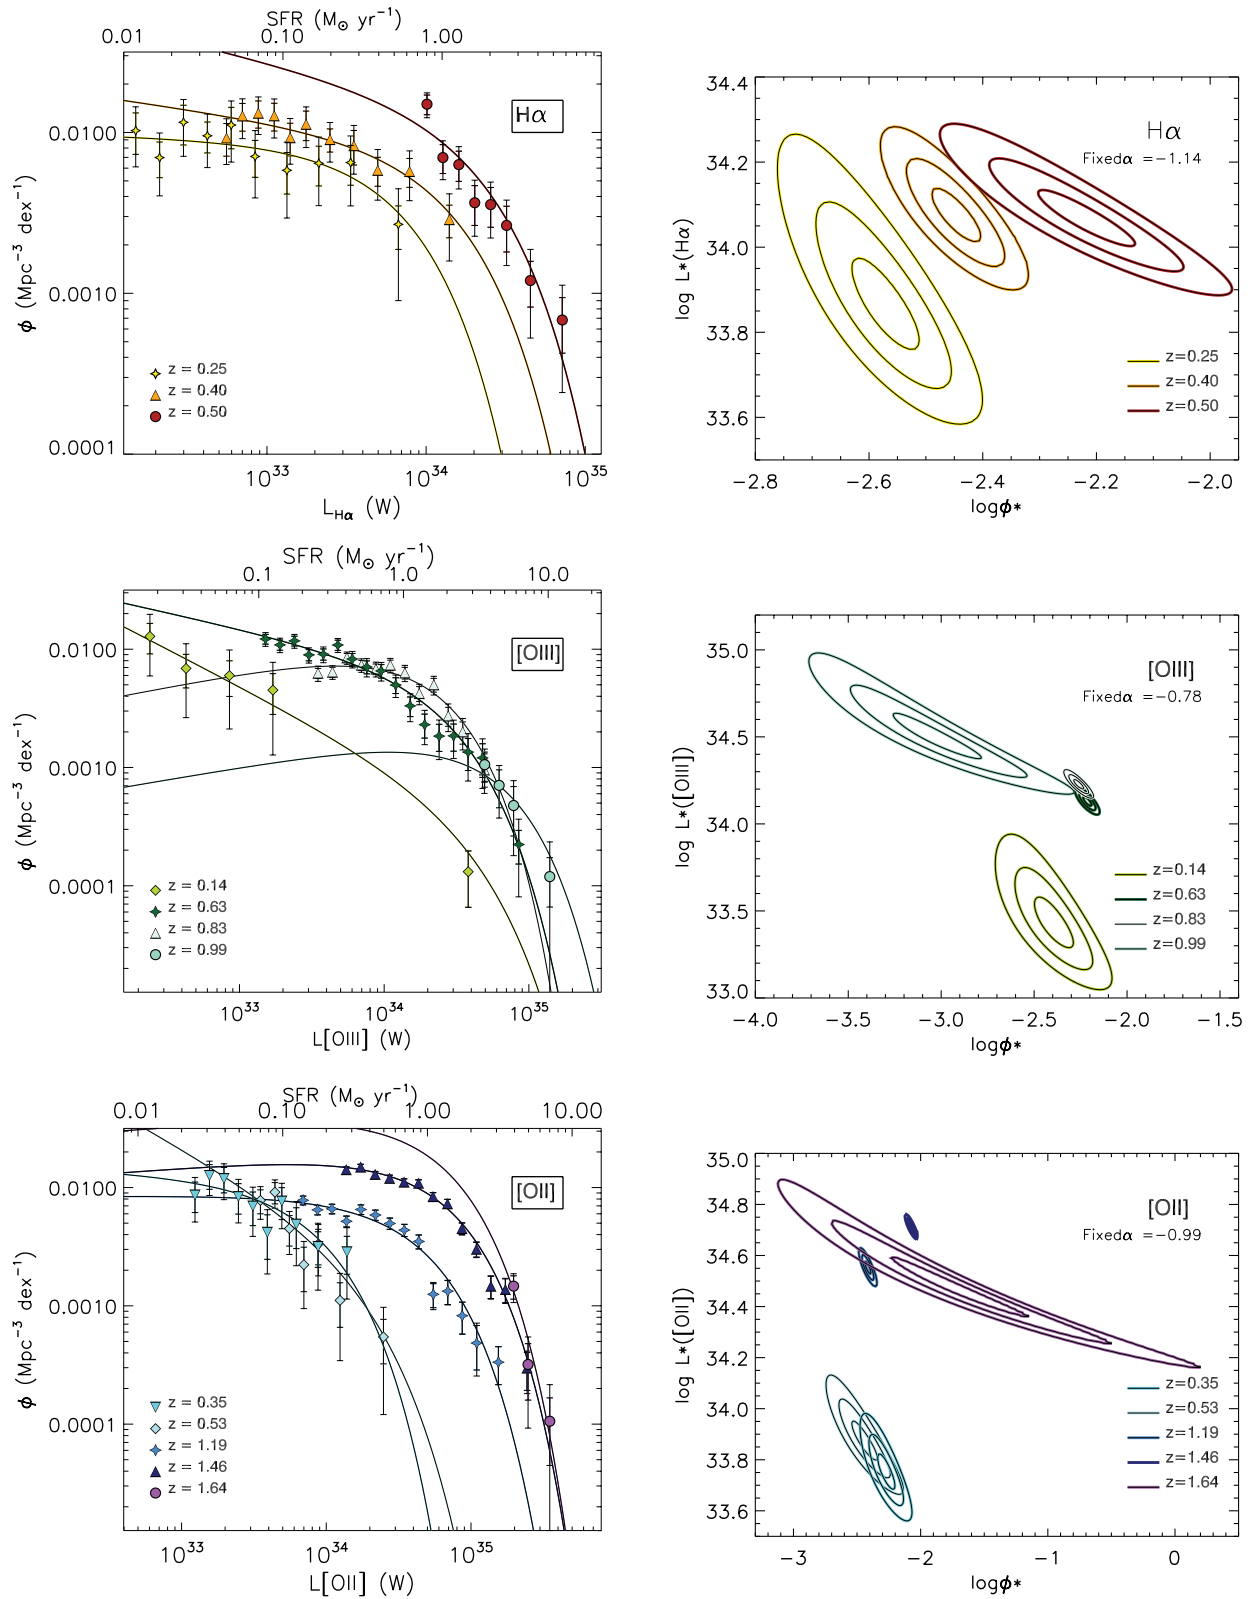 SFR (M⊙ yr⁻¹)
0.01 0.10 1.00
Hα
0.0100
0.0010
0.0001
ϕ (Mpc⁻³ dex⁻¹)
z = 0.25
z = 0.40
z = 0.50
10³³ 10³⁴ 10³⁵
L_Hα (W)
34.4
34.2
34.0
33.8
33.6
log L*(Hα)
Hα
Fixedα =−1.14
z=0.25
z=0.40
z=0.50
−2.8 −2.6 −2.4 −2.2 −2.0
logϕ*
SFR (M⊙ yr⁻¹)
0.1 1.0 10.0
[OIII]
0.0100
0.0010
0.0001
ϕ (Mpc⁻³ dex⁻¹)
z = 0.14
z = 0.63
z = 0.83
z = 0.99
10³³ 10³⁴ 10³⁵
L[OIII] (W)
35.0
34.5
34.0
33.5
33.0
log L*([OIII])
[OIII]
Fixedα =−0.78
z=0.14
z=0.63
z=0.83
z=0.99
−4.0 −3.5 −3.0 −2.5 −2.0 −1.5
logϕ*
SFR (M⊙ yr⁻¹)
0.01 0.10 1.00 10.00
[OII]
0.0100
0.0010
0.0001
ϕ (Mpc⁻³ dex⁻¹)
z = 0.35
z = 0.53
z = 1.19
z = 1.46
z = 1.64
10³³ 10³⁴ 10³⁵
L[OII] (W)
35.0
34.8
34.6
34.4
34.2
34.0
33.8
33.6
log L*([OII])
[OII]
Fixedα =−0.99
z=0.35
z=0.53
z=1.19
z=1.46
z=1.64
−3 −2 −1 0
logϕ*